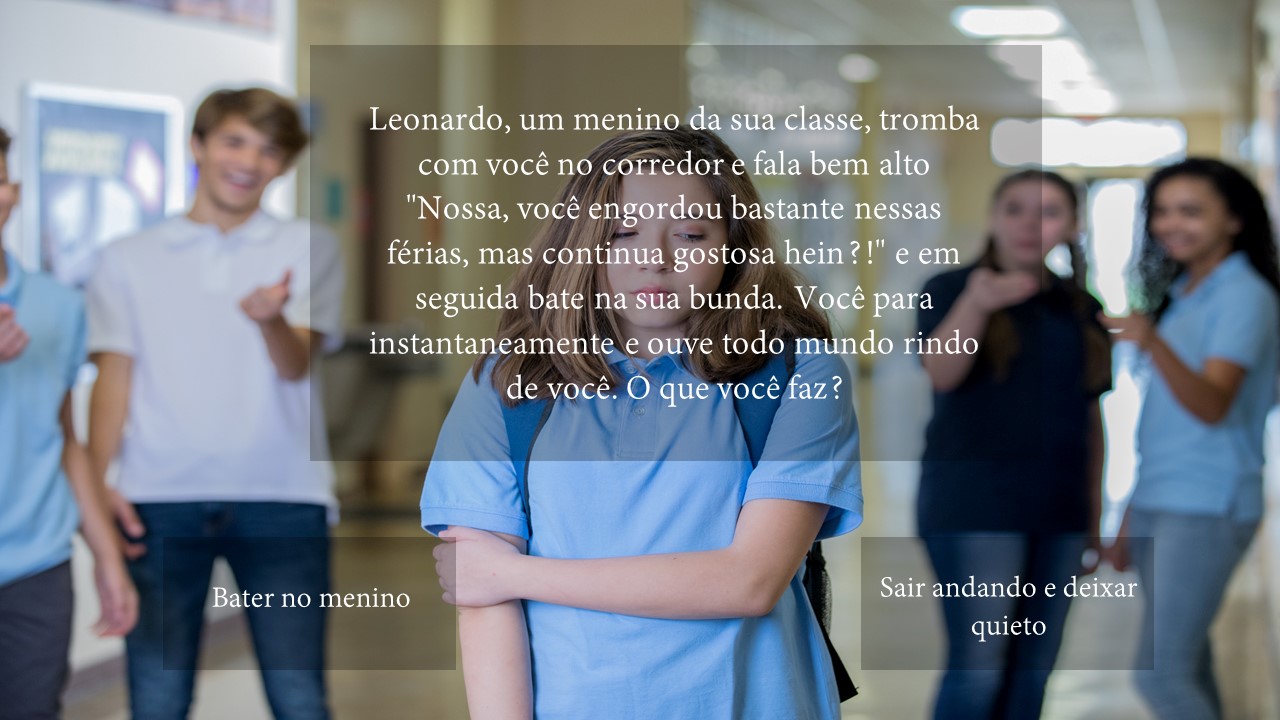 Leonardo, um menino da sua classe, tromba
com você no corredor e fala bem alto
"Nossa, você engordou bastante nessas
férias, mas continua gostosa hein?!" e em
seguida bate na sua bunda. Você para
instantaneamente e ouve todo mundo rindo
de você. O que você faz?
Bater no menino
Sair andando e deixar
quieto